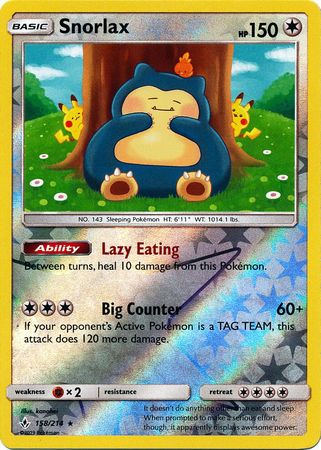 BASIC Snorlax HP 150
NO. 143 Sleeping Pokémon HT: 6'11" WT: 1014.1 lbs.
Ability Lazy Eating
Between turns, heal 10 damage from this Pokémon.
Big Counter 60+
If your opponent's Active Pokémon is a TAG TEAM, this
attack does 120 more damage.
weakness × 2 resistance retreat
Illus. kanahei
158/214 ★
It doesn't do anything other than eat and sleep.
When prompted to make a serious effort,
though, it apparently displays awesome power.
Pokémon